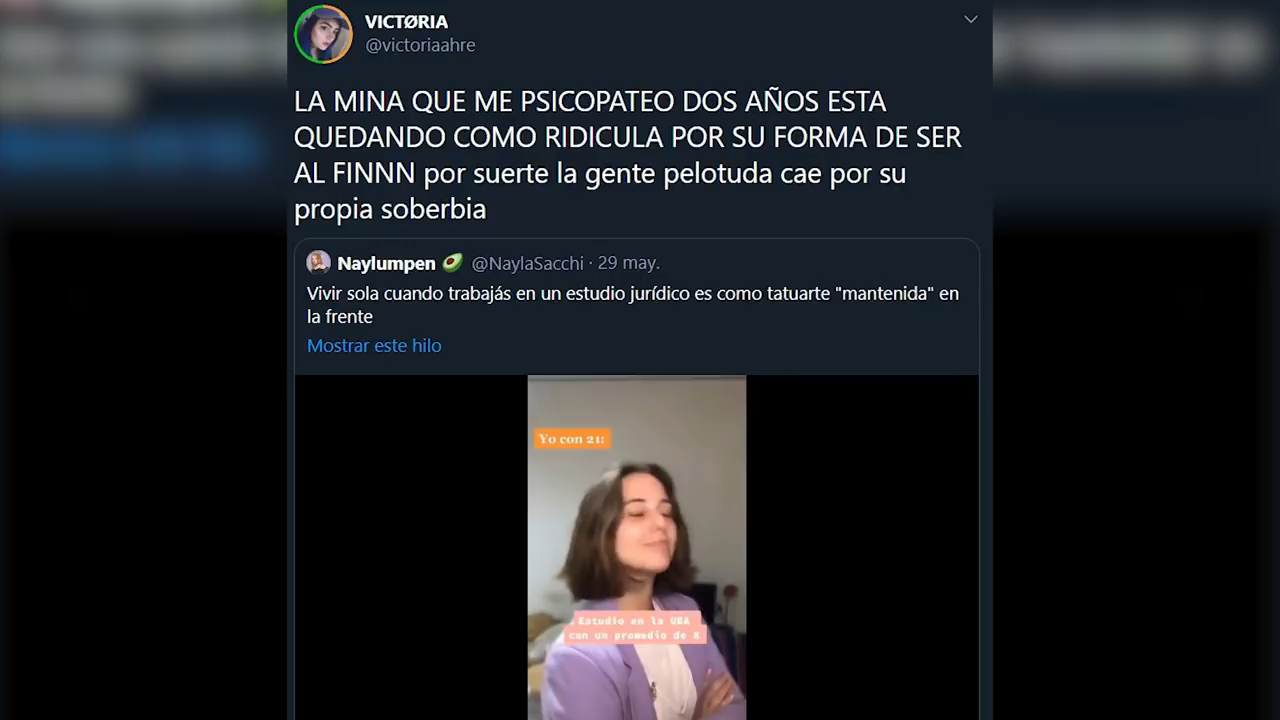 VICTØRIA
@victoriaahre
LA MINA QUE ME PSICOPATEO DOS AÑOS ESTA
QUEDANDO COMO RIDICULA POR SU FORMA DE SER
AL FINNN por suerte la gente pelotuda cae por su
propia soberbia
Naylumpen 🥑 @NaylaSacchi · 29 may.
Vivir sola cuando trabajás en un estudio jurídico es como tatuarte "mantenida" en
la frente
Mostrar este hilo
Yo con 21:
Estudio en la UBA
con un promedio de 8